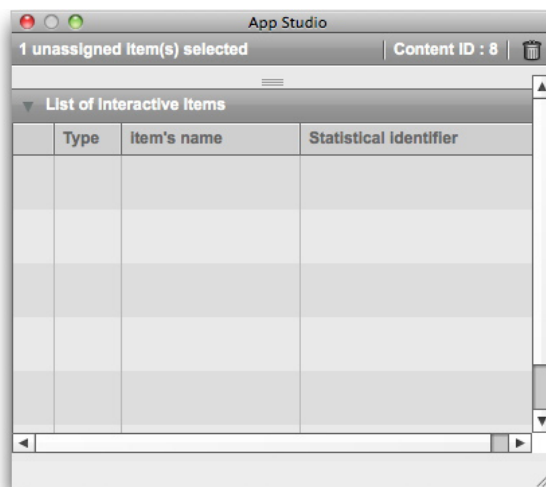 App Studio
1 unassigned item(s) selected Content ID : 8
List of Interactive Items
Type Item's name Statistical identifier